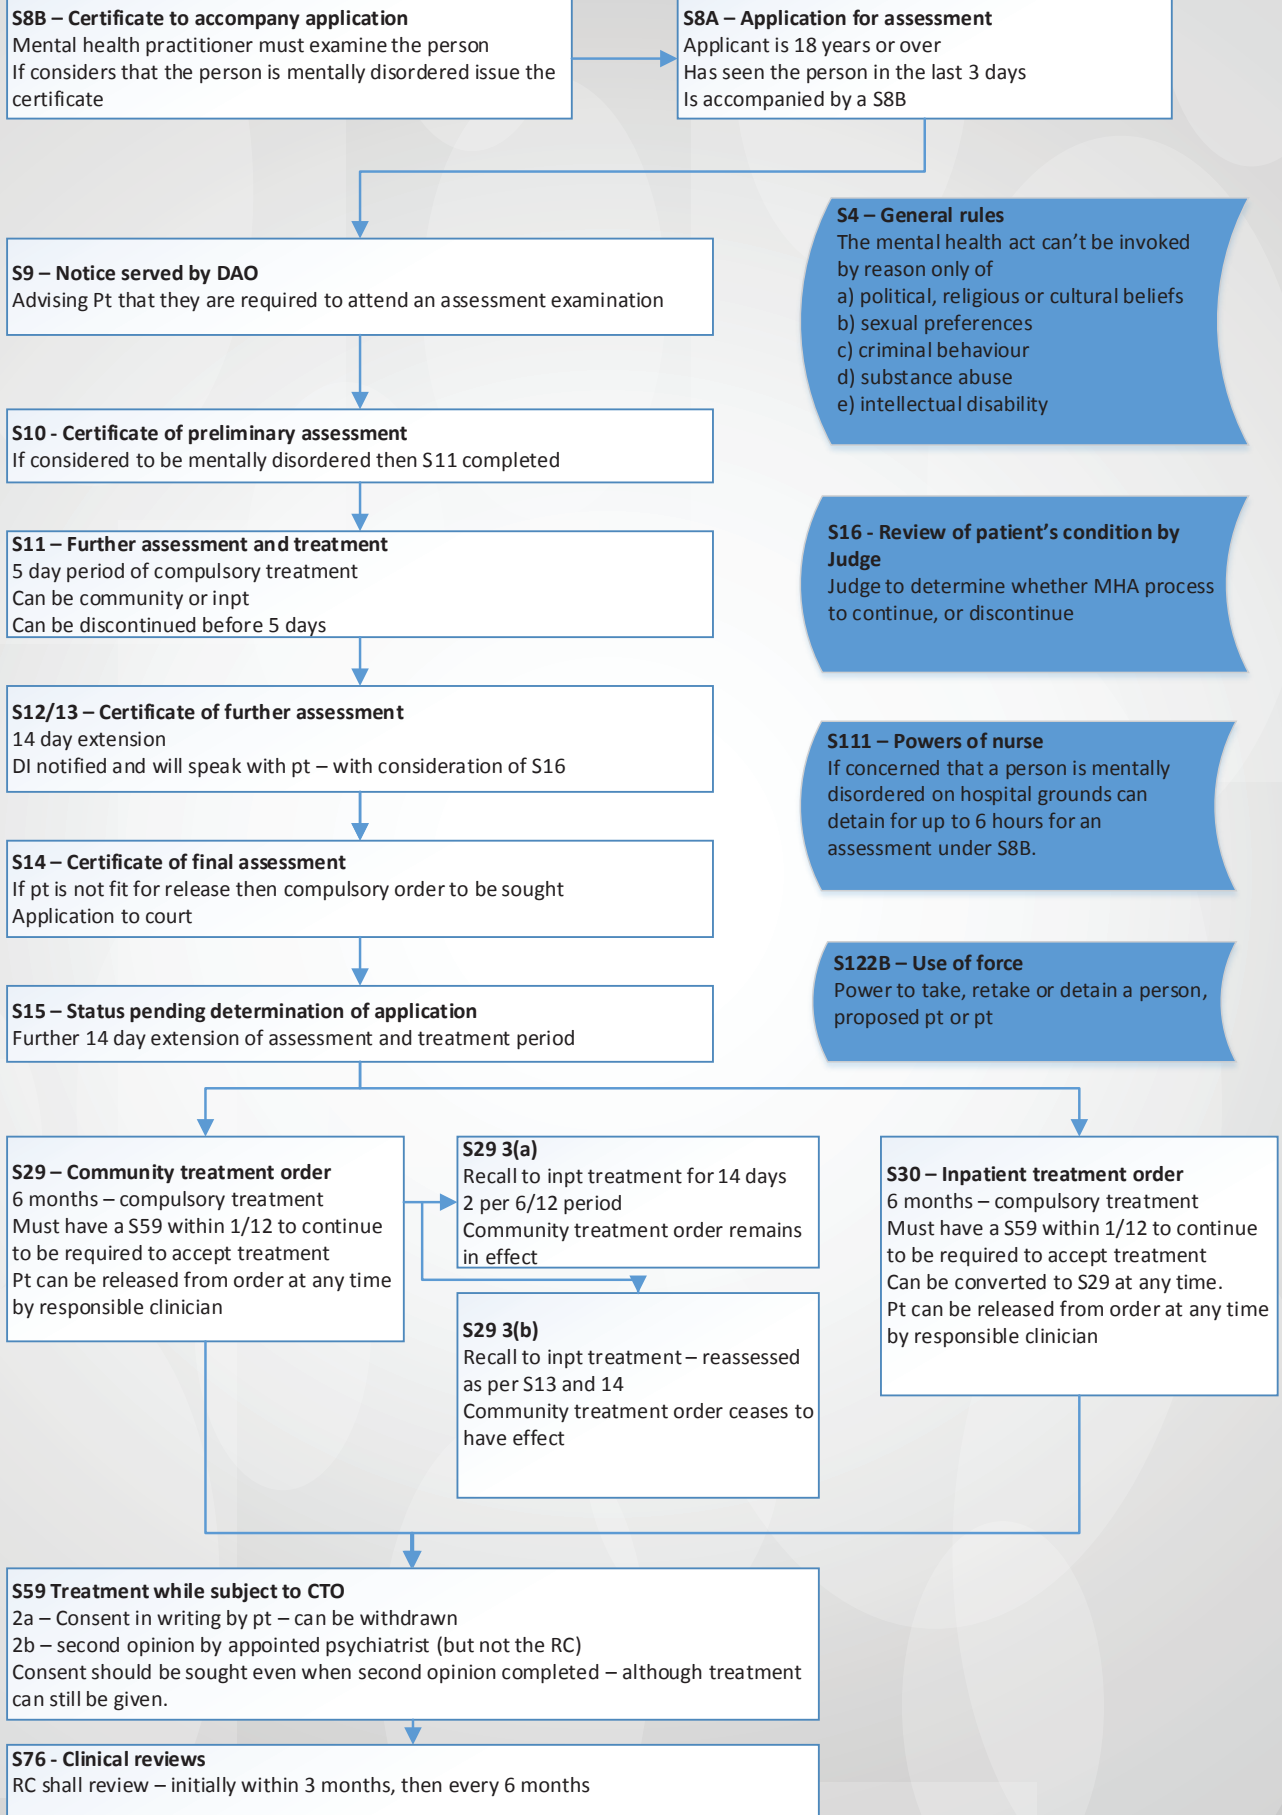 S8B – Certificate to accompany application
Mental health practitioner must examine the person
If considers that the person is mentally disordered issue the
certificate
S8A – Application for assessment
Applicant is 18 years or over
Has seen the person in the last 3 days
Is accompanied by a S8B
S9 – Notice served by DAO
Advising Pt that they are required to attend an assessment examination
S4 – General rules
The mental health act can’t be invoked
by reason only of
a) political, religious or cultural beliefs
b) sexual preferences
c) criminal behaviour
d) substance abuse
e) intellectual disability
S10 - Certificate of preliminary assessment
If considered to be mentally disordered then S11 completed
S11 – Further assessment and treatment
5 day period of compulsory treatment
Can be community or inpt
Can be discontinued before 5 days
S16 - Review of patient’s condition by
Judge
Judge to determine whether MHA process
to continue, or discontinue
S12/13 – Certificate of further assessment
14 day extension
DI notified and will speak with pt – with consideration of S16
S111 – Powers of nurse
If concerned that a person is mentally
disordered on hospital grounds can
detain for up to 6 hours for an
assessment under S8B.
S14 – Certificate of final assessment
If pt is not fit for release then compulsory order to be sought
Application to court
S122B – Use of force
Power to take, retake or detain a person,
proposed pt or pt
S15 – Status pending determination of application
Further 14 day extension of assessment and treatment period
S29 – Community treatment order
6 months – compulsory treatment
Must have a S59 within 1/12 to continue
to be required to accept treatment
Pt can be released from order at any time
by responsible clinician
S29 3(a)
Recall to inpt treatment for 14 days
2 per 6/12 period
Community treatment order remains
in effect
S29 3(b)
Recall to inpt treatment – reassessed
as per S13 and 14
Community treatment order ceases to
have effect
S30 – Inpatient treatment order
6 months – compulsory treatment
Must have a S59 within 1/12 to continue
to be required to accept treatment
Can be converted to S29 at any time.
Pt can be released from order at any time
by responsible clinician
S59 Treatment while subject to CTO
2a – Consent in writing by pt – can be withdrawn
2b – second opinion by appointed psychiatrist (but not the RC)
Consent should be sought even when second opinion completed – although treatment
can still be given.
S76 - Clinical reviews
RC shall review – initially within 3 months, then every 6 months